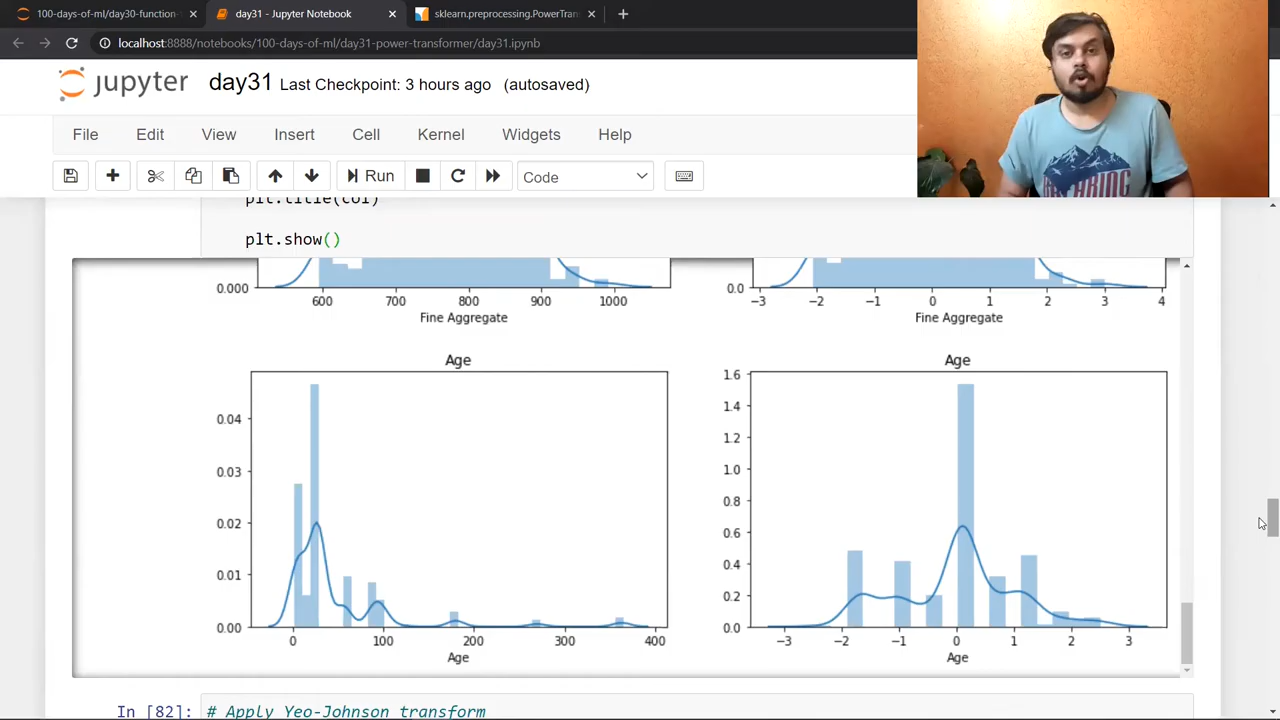 100-days-of-ml/day30-function-
day31 - Jupyter Notebook
sklearn.preprocessing.PowerTran
localhost:8888/notebooks/100-days-of-ml/day31-power-transformer/day31.ipynb
jupyter
day31 Last Checkpoint: 3 hours ago (autosaved)
File Edit View Insert Cell Kernel Widgets Help
Run
Code
plt.title(col)
plt.show()
0.000
600 700 800 900 1000
Fine Aggregate
0.0
−3 −2 −1 0 1 2 3 4
Fine Aggregate
Age
0.04
0.03
0.02
0.01
0.00
0 100 200 300 400
Age
Age
1.6
1.4
1.2
1.0
0.8
0.6
0.4
0.2
0.0
−3 −2 −1 0 1 2 3
Age
In [82]: # Apply Yeo-Johnson transform